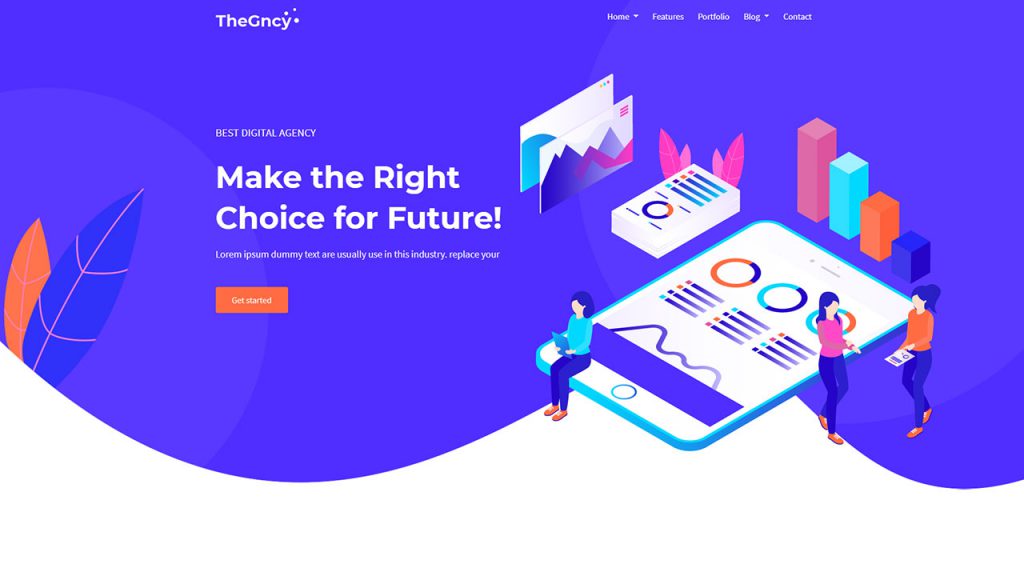 TheGncy
Home Features Portfolio Blog Contact
BEST DIGITAL AGENCY
Make the Right
Choice for Future!
Lorem ipsum dummy text are usually use in this industry. replace your
Get started